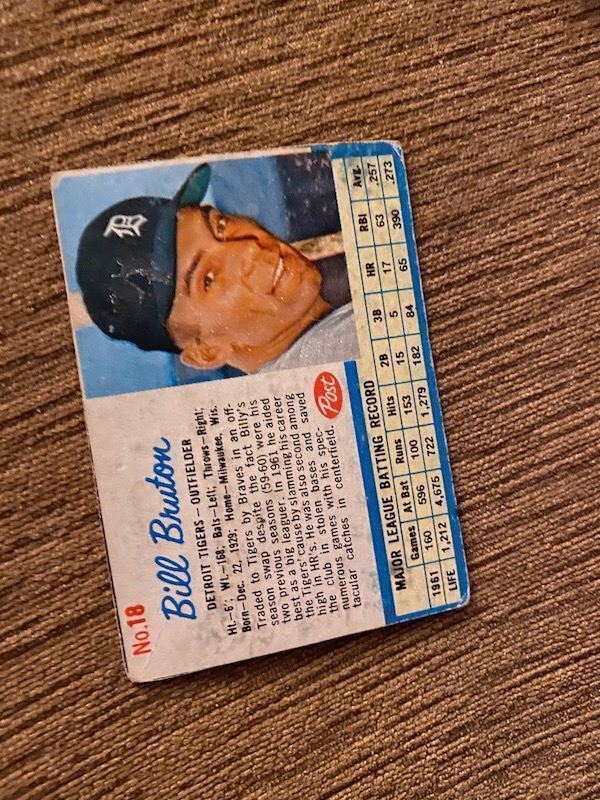 No.18
Bill Bruton
DETROIT TIGERS — OUTFIELDER
Ht.—6'; Wt.—168; Bats—Left; Throws—Right;
Born—Dec. 22, 1929; Home—Milwaukee, Wis.
Traded to Tigers by Braves in an off-
season swap despite the fact Billy's
two previous seasons (59-60) were his
best as a big leaguer. In 1961 he aided
the Tigers' cause by slamming his career
high in HR's. He was also second among
the club in stolen bases and saved
numerous games with his spec-
tacular catches in centerfield.
Post
D
MAJOR LEAGUE BATTING RECORD
Games At Bat Runs Hits 2B 3B HR RBI Avg.
1961 160 596 100 153 15 5 17 63 .257
LIFE 1,212 4,675 722 1,279 182 84 65 390 .273